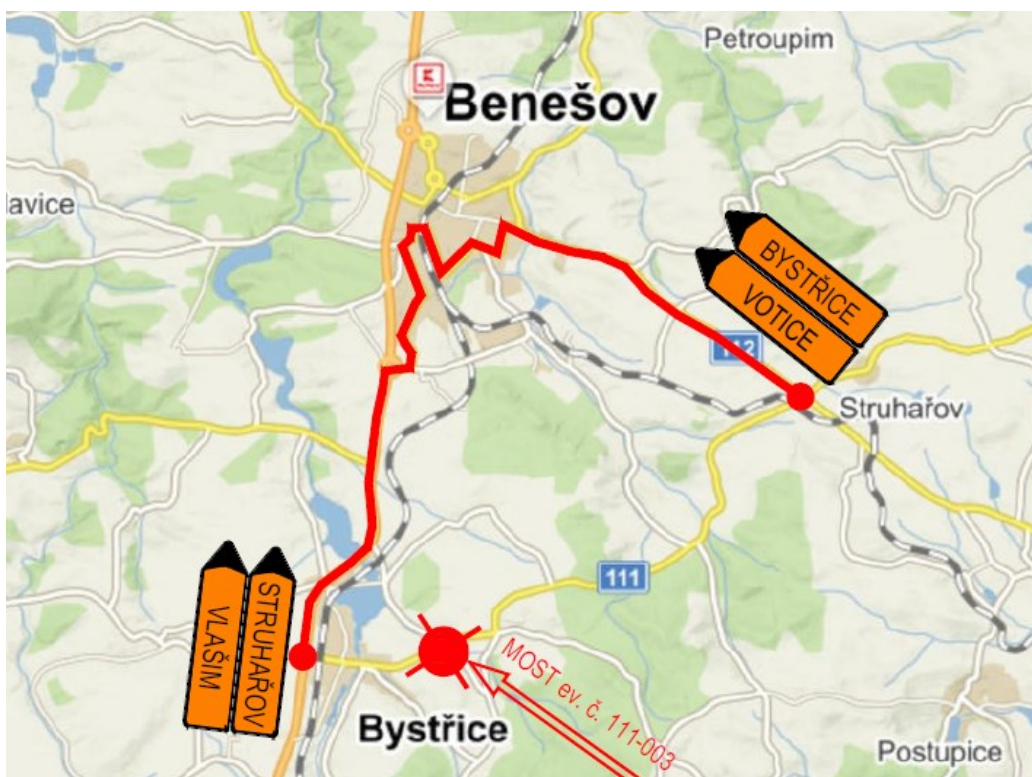 Petroupim
Benešov
lavice
BYSTŘICE
VOTICE
112
Struhařov
111
STRUHAŘOV
VLAŠIM
MOST ev. č. 111-003
Bystřice
Postupice